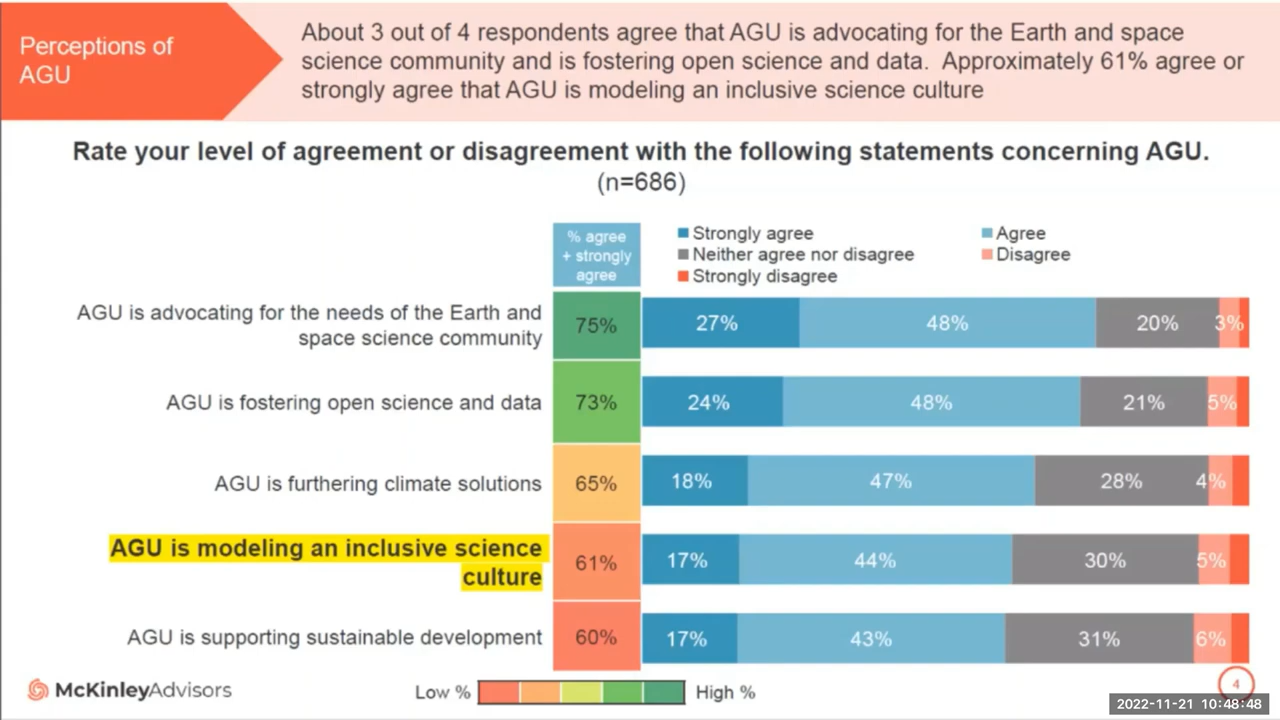 Perceptions of
AGU
About 3 out of 4 respondents agree that AGU is advocating for the Earth and space
science community and is fostering open science and data.  Approximately 61% agree or
strongly agree that AGU is modeling an inclusive science culture
Rate your level of agreement or disagreement with the following statements concerning AGU.
(n=686)
% agree
+ strongly
agree
Strongly agree
Agree
Neither agree nor disagree
Disagree
Strongly disagree
AGU is advocating for the needs of the Earth and
space science community
75%
27%
48%
20%
3%
AGU is fostering open science and data
73%
24%
48%
21%
5%
AGU is furthering climate solutions
65%
18%
47%
28%
4%
AGU is modeling an inclusive science
culture
61%
17%
44%
30%
5%
AGU is supporting sustainable development
60%
17%
43%
31%
6%
McKinleyAdvisors
Low %
High %
4
2022-11-21 10:48:48